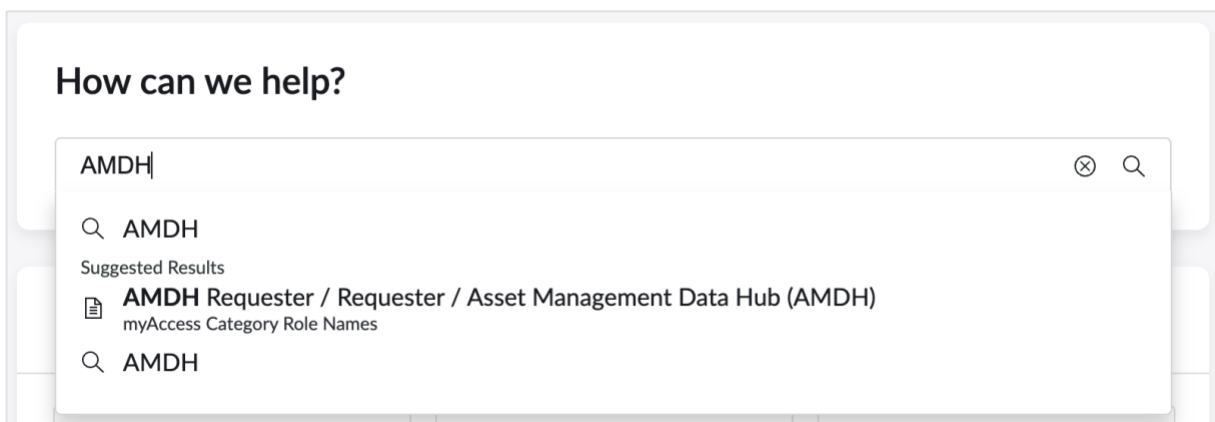 How can we help?
AMDH
AMDH
Suggested Results
AMDH Requester / Requester / Asset Management Data Hub (AMDH)
myAccess Category Role Names
AMDH